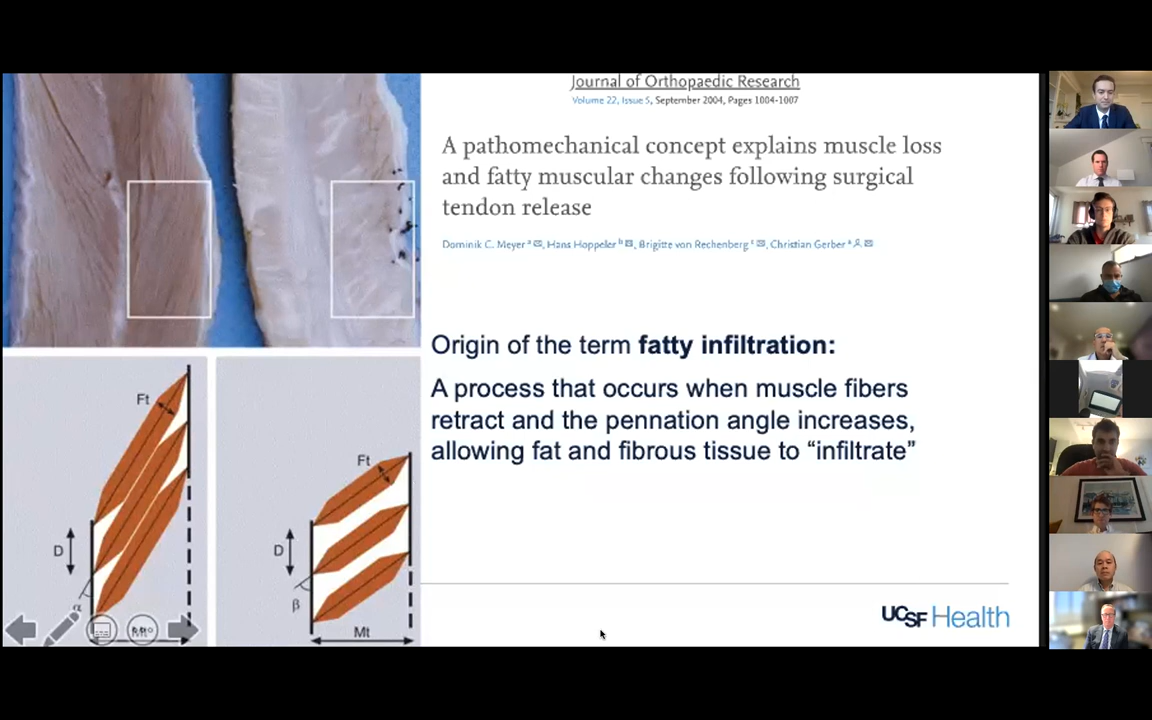 Journal of Orthopaedic Research
Volume 22, Issue 5, September 2004, Pages 1004-1007
A pathomechanical concept explains muscle loss
and fatty muscular changes following surgical
tendon release
Dominik C. Meyer a, Hans Hoppeler b, Brigitte von Rechenberg c, Christian Gerber a
Origin of the term fatty infiltration:
A process that occurs when muscle fibers
retract and the pennation angle increases,
allowing fat and fibrous tissue to “infiltrate”
Ft
D
α
Ft
D
β
Mt
UCSF Health